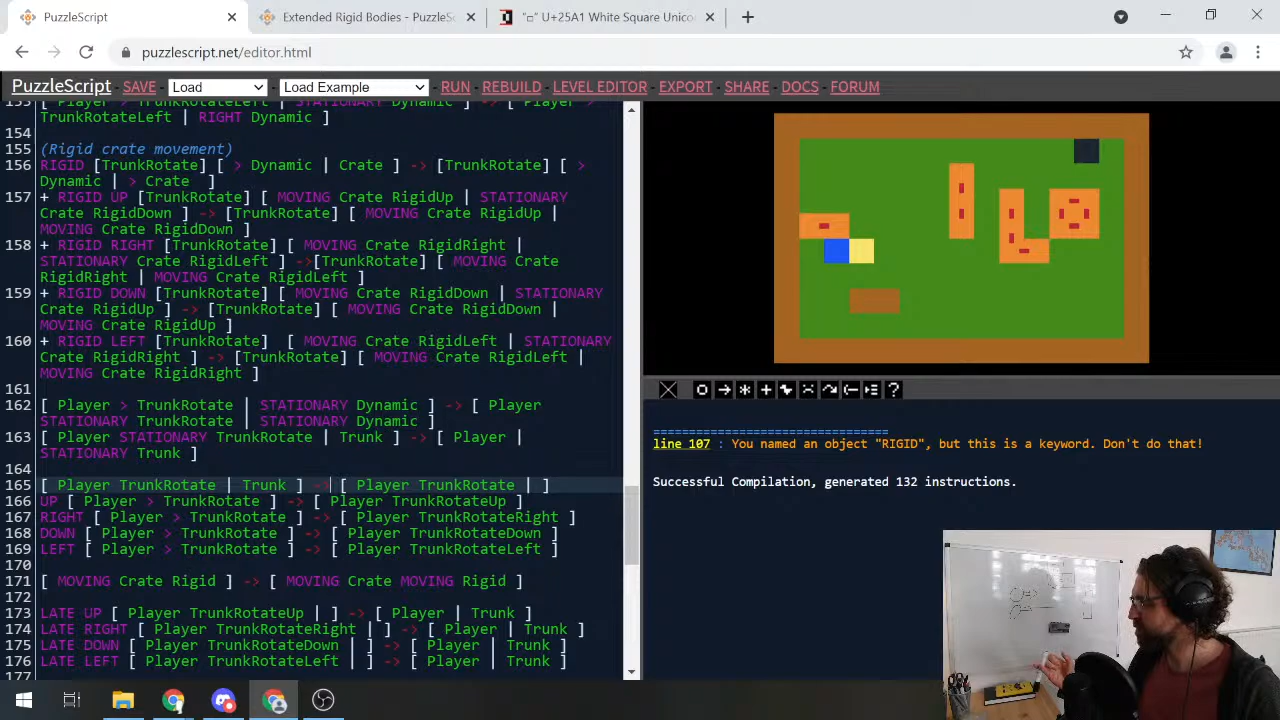 PuzzleScript
Extended Rigid Bodies - PuzzleS
"□" U+25A1 White Square Unico
puzzlescript.net/editor.html
PuzzleScript SAVE Load Load Example RUN REBUILD LEVEL EDITOR EXPORT SHARE DOCS FORUM
153 [ Player > TrunkRotateLeft | STATIONARY Dynamic ] -> [ Player >
TrunkRotateLeft | RIGHT Dynamic ]
154
155 (Rigid crate movement)
156 RIGID [TrunkRotate] [ > Dynamic | Crate ] -> [TrunkRotate] [ >
Dynamic | > Crate ]
157 + RIGID UP [TrunkRotate] [ MOVING Crate RigidUp | STATIONARY
Crate RigidDown ] -> [TrunkRotate] [ MOVING Crate RigidUp |
MOVING Crate RigidDown ]
158 + RIGID RIGHT [TrunkRotate] [ MOVING Crate RigidRight |
STATIONARY Crate RigidLeft ] ->[TrunkRotate] [ MOVING Crate
RigidRight | MOVING Crate RigidLeft ]
159 + RIGID DOWN [TrunkRotate] [ MOVING Crate RigidDown | STATIONARY
Crate RigidUp ] -> [TrunkRotate] [ MOVING Crate RigidDown |
MOVING Crate RigidUp ]
160 + RIGID LEFT [TrunkRotate] [ MOVING Crate RigidLeft | STATIONARY
Crate RigidRight ] -> [TrunkRotate] [ MOVING Crate RigidLeft |
MOVING Crate RigidRight ]
161
162 [ Player > TrunkRotate | STATIONARY Dynamic ] -> [ Player
STATIONARY TrunkRotate | STATIONARY Dynamic ]
163 [ Player STATIONARY TrunkRotate | Trunk ] -> [ Player |
STATIONARY Trunk ]
164
165 [ Player TrunkRotate | Trunk ] -> [ Player TrunkRotate | ]
166 UP [ Player > TrunkRotate ] -> [ Player TrunkRotateUp ]
167 RIGHT [ Player > TrunkRotate ] -> [ Player TrunkRotateRight ]
168 DOWN [ Player > TrunkRotate ] -> [ Player TrunkRotateDown ]
169 LEFT [ Player > TrunkRotate ] -> [ Player TrunkRotateLeft ]
170
171 [ MOVING Crate Rigid ] -> [ MOVING Crate MOVING Rigid ]
172
173 LATE UP [ Player TrunkRotateUp | ] -> [ Player | Trunk ]
174 LATE RIGHT [ Player TrunkRotateRight | ] -> [ Player | Trunk ]
175 LATE DOWN [ Player TrunkRotateDown | ] -> [ Player | Trunk ]
176 LATE LEFT [ Player TrunkRotateLeft | ] -> [ Player | Trunk ]
177
=================================
line 107 : You named an object "RIGID", but this is a keyword. Don't do that!
Successful Compilation, generated 132 instructions.